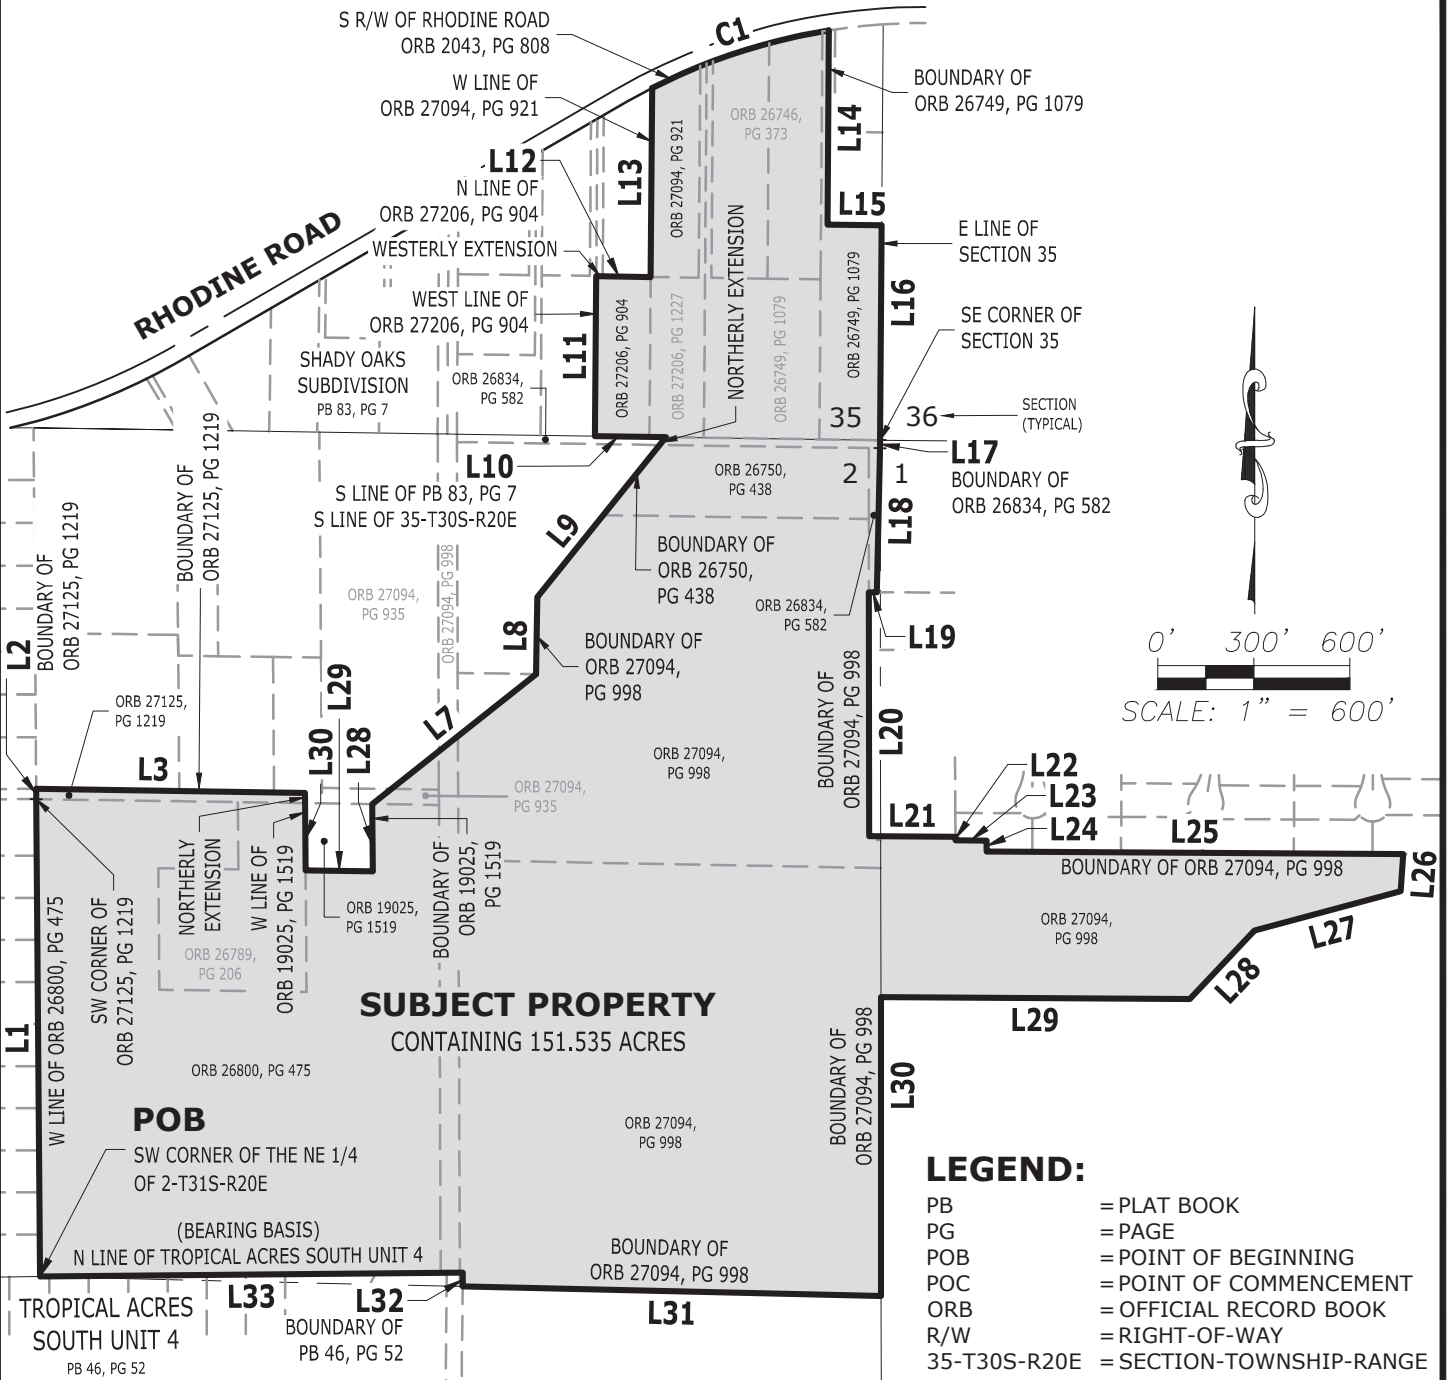 S R/W OF RHODINE ROAD
ORB 2043, PG 808
C1
W LINE OF
ORB 27094, PG 921
BOUNDARY OF
ORB 26749, PG 1079
ORB 26746,
PG 373
ORB 27094, PG 921
L14
L12
L13
N LINE OF
ORB 27206, PG 904
L15
WESTERLY EXTENSION
NORTHERLY EXTENSION
E LINE OF
SECTION 35
RHODINE ROAD
WEST LINE OF
ORB 27206, PG 904
L11
ORB 27206, PG 904
ORB 27206, PG 1227
ORB 26749, PG 1079
ORB 26749, PG 1079
L16
SE CORNER OF
SECTION 35
SHADY OAKS
SUBDIVISION
PB 83, PG 7
ORB 26834,
PG 582
35
36
SECTION
(TYPICAL)
L10
S LINE OF PB 83, PG 7
S LINE OF 35-T30S-R20E
ORB 26750,
PG 438
2
1
L17
BOUNDARY OF
ORB 26834, PG 582
L18
L9
BOUNDARY OF
ORB 27125, PG 1219
BOUNDARY OF
ORB 27125, PG 1219
L2
ORB 27094,
PG 935
ORB 27094, PG 998
BOUNDARY OF
ORB 26750,
PG 438
ORB 26834,
PG 582
L19
L8
BOUNDARY OF
ORB 27094,
PG 998
0' 300' 600'
SCALE: 1" = 600'
ORB 27125,
PG 1219
L29
L7
L3
L30
L28
ORB 27094,
PG 998
BOUNDARY OF
ORB 27094, PG 998
L20
ORB 27094,
PG 935
L21
L22
L23
L24
L25
BOUNDARY OF ORB 27094, PG 998
L26
NORTHERLY
EXTENSION
W LINE OF
ORB 19025, PG 1519
ORB 19025,
PG 1519
BOUNDARY OF
ORB 19025,
PG 1519
W LINE OF ORB 26800, PG 475
SW CORNER OF
ORB 27125, PG 1219
ORB 26789,
PG 206
ORB 27094,
PG 998
L27
L28
L29
SUBJECT PROPERTY
CONTAINING 151.535 ACRES
L1
ORB 26800, PG 475
BOUNDARY OF
ORB 27094, PG 998
L30
POB
SW CORNER OF THE NE 1/4
OF 2-T31S-R20E
ORB 27094,
PG 998
(BEARING BASIS)
N LINE OF TROPICAL ACRES SOUTH UNIT 4
BOUNDARY OF
ORB 27094, PG 998
L33
L32
L31
TROPICAL ACRES
SOUTH UNIT 4
PB 46, PG 52
BOUNDARY OF
PB 46, PG 52
LEGEND:
PB = PLAT BOOK
PG = PAGE
POB = POINT OF BEGINNING
POC = POINT OF COMMENCEMENT
ORB = OFFICIAL RECORD BOOK
R/W = RIGHT-OF-WAY
35-T30S-R20E = SECTION-TOWNSHIP-RANGE